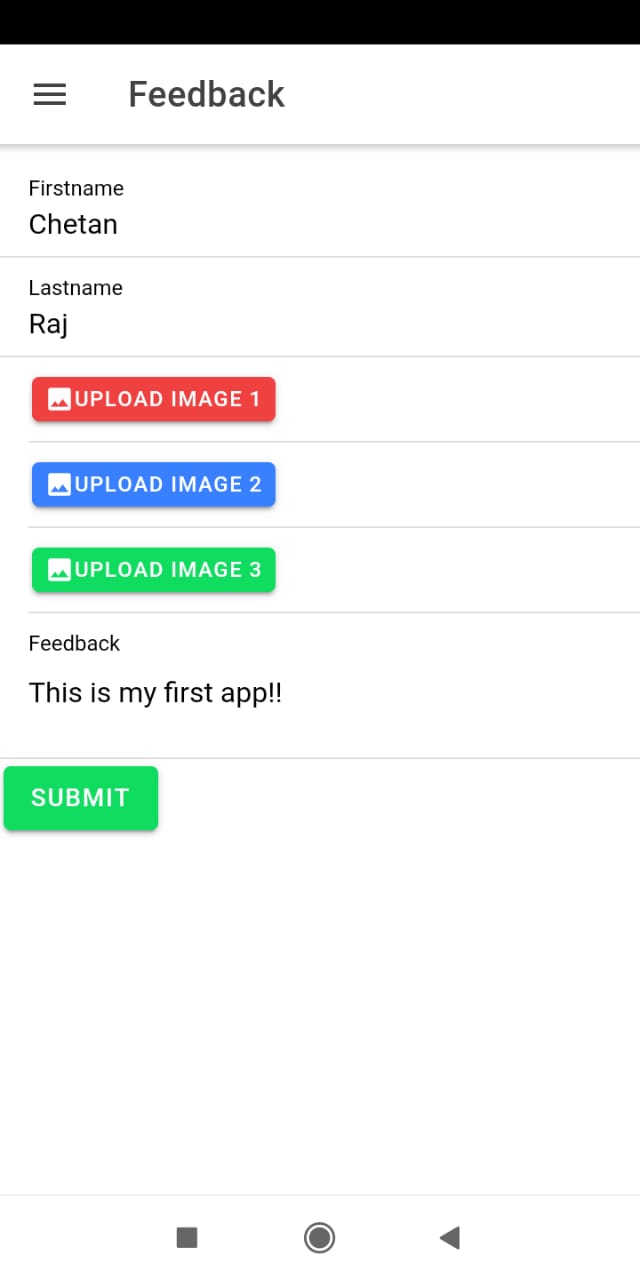 Feedback
Firstname
Chetan
Lastname
Raj
UPLOAD IMAGE 1
UPLOAD IMAGE 2
UPLOAD IMAGE 3
Feedback
This is my first app!!
SUBMIT